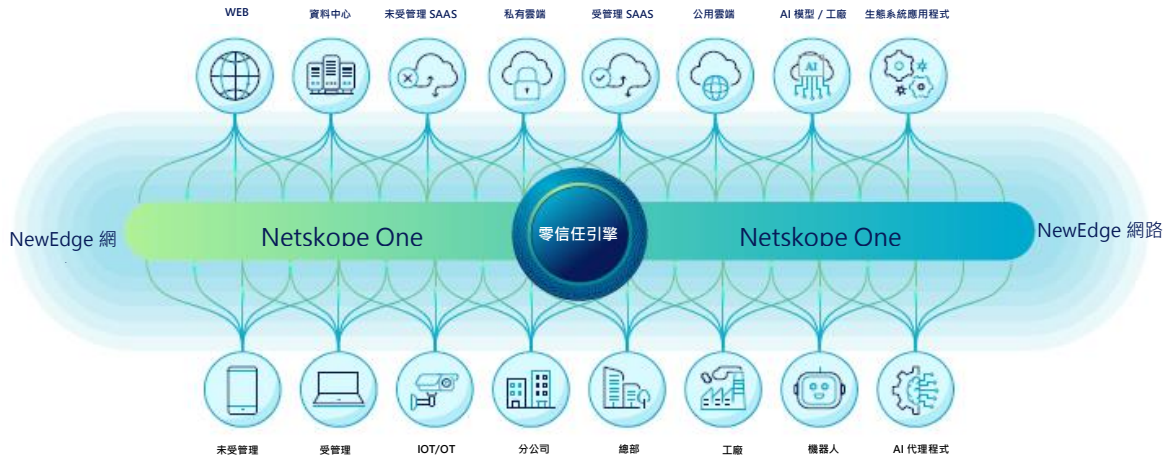 WEB
資料中心
未受管理 SAAS
私有雲端
受管理 SAAS
公用雲端
AI 模型 / 工廠
生態系統應用程式
AI
NewEdge 網
Netskope One
零信任引擎
Netskope One
NewEdge 網路
未受管理
受管理
IOT/OT
分公司
總部
工廠
機器人
AI 代理程式